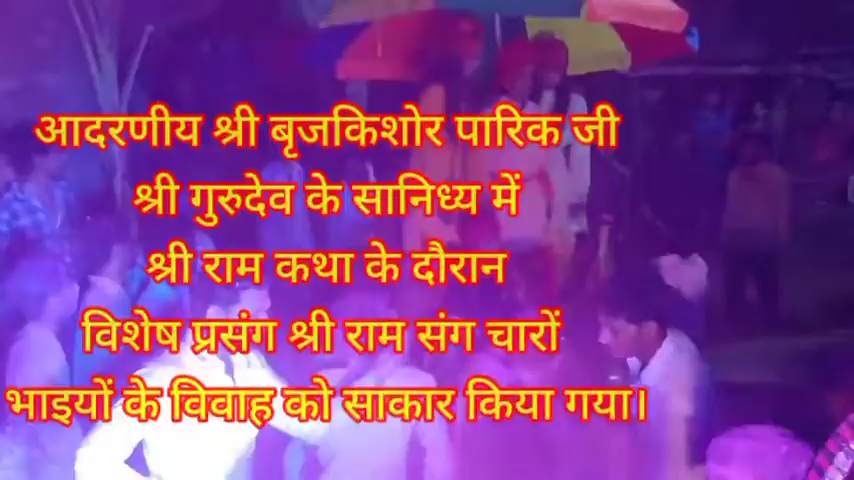 आदरणीय श्री बृजकिशोर पारिक जी
श्री गुरुदेव के सानिध्य में
श्री राम कथा के दौरान
विशेष प्रसंग श्री राम संग चारों
भाइयों के विवाह को साकार किया गया।